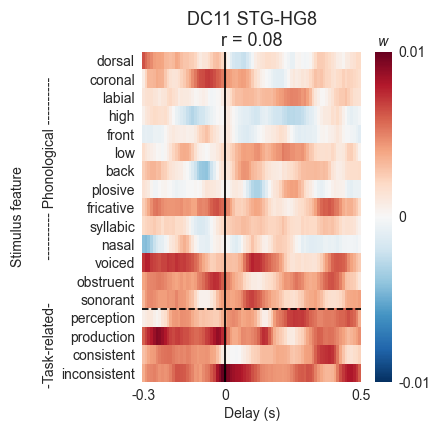 DC11 STG-HG8
r = 0.08
w
dorsal
coronal
labial
high
front
low
back
plosive
fricative
syllabic
nasal
voiced
obstruent
sonorant
perception
production
consistent
inconsistent
Stimulus feature
-Task-related- ----------- Phonological -----------
0.01
0
-0.01
-0.3 0 0.5
Delay (s)